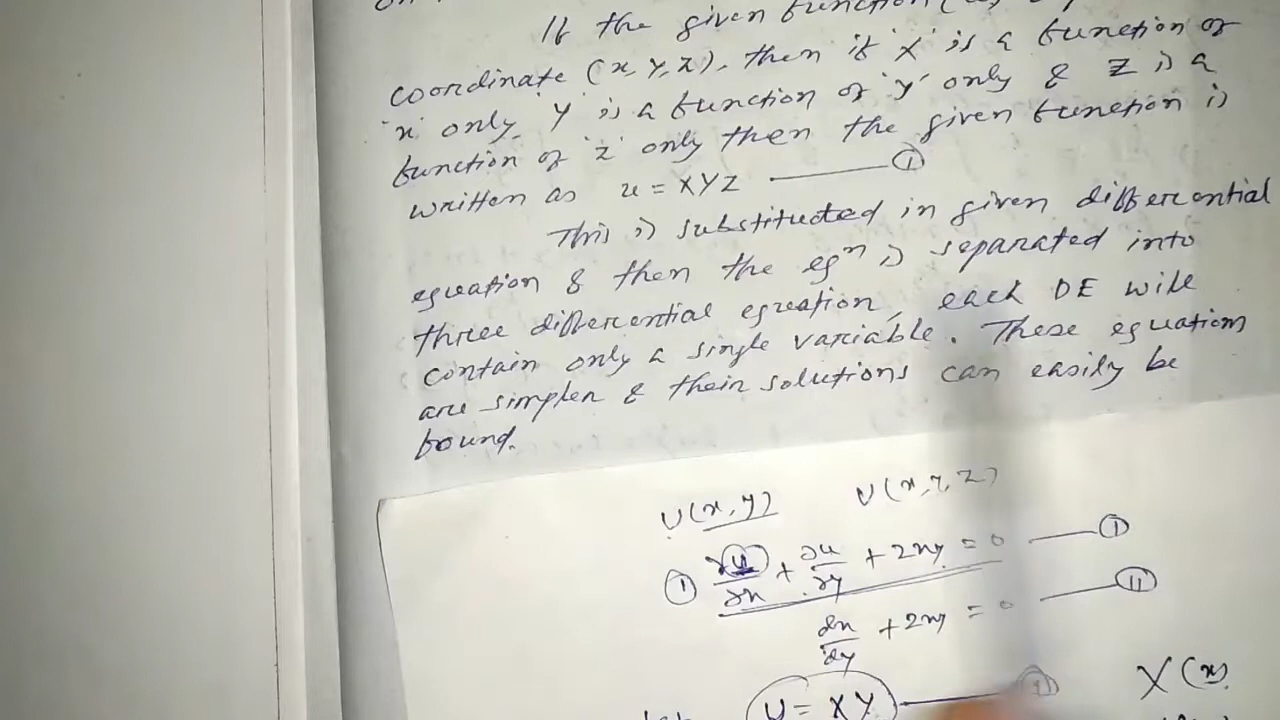 If the given function
coordinate (x, y, z), then if 'X' is a function of
'x' only, 'Y' is a function of 'y' only & Z is a
function of 'z' only then the given function is
written as u = XYZ ——— ①
This is substituted in given differential
equation & then the eqⁿ is separated into
three differential equation, each DE will
contain only a single variable. These equations
are simpler & their solutions can easily be
found.
U(x, y) U(x, y, z)
① ∂u/∂x + ∂u/∂y + 2xy = 0 —— ①
∂x/∂y + 2xy = 0 —— ⑪
U = XY X(x)